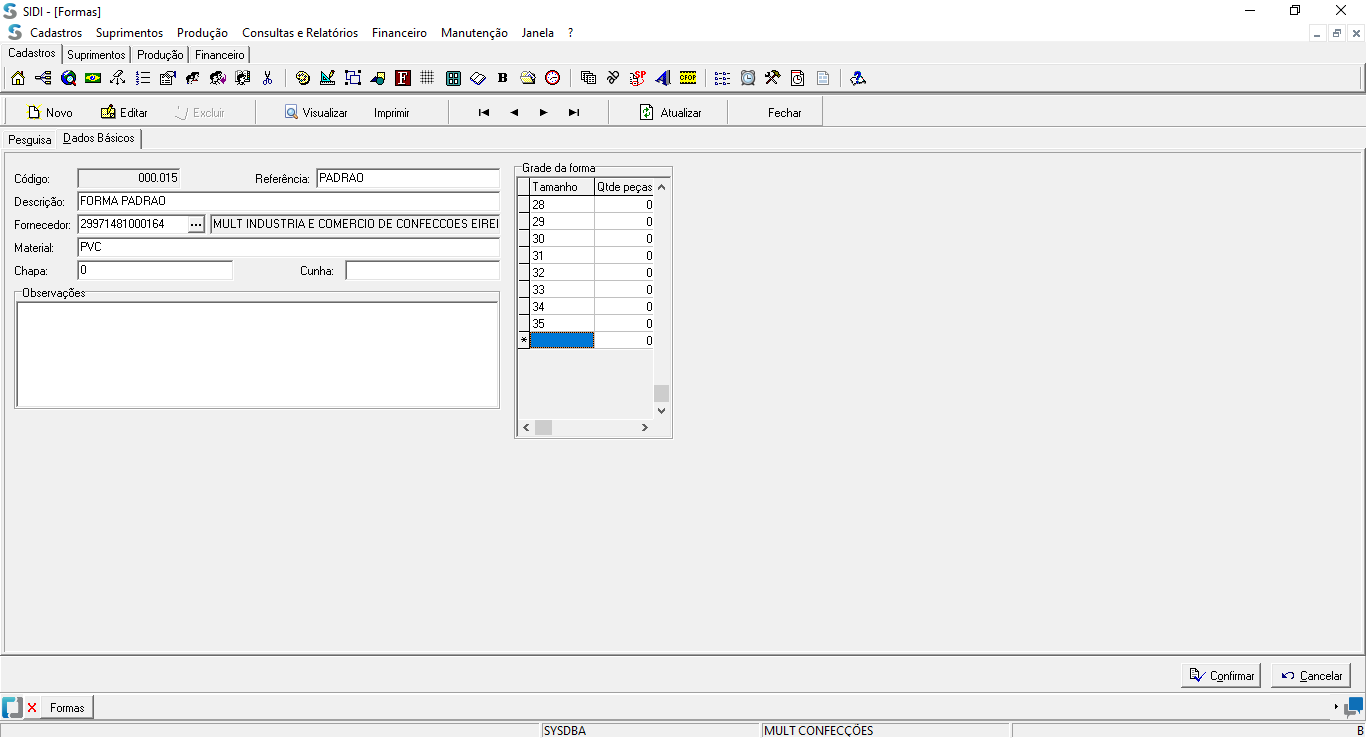 SIDI - [Formas]
Cadastros Suprimentos Produção Consultas e Relatórios Financeiro Manutenção Janela ?
Cadastros Suprimentos Produção Financeiro
F B SP CFOP
Novo Editar Excluir Visualizar Imprimir Atualizar Fechar
Pesquisa Dados Básicos
Código: 000.015 Referência: PADRAO
Descrição: FORMA PADRAO
Fornecedor: 29971481000164 ... MULT INDUSTRIA E COMERCIO DE CONFECCOES EIREI
Material: PVC
Chapa: 0 Cunha:
Observações
Grade da forma
Tamanho Qtde peças
28 0
29 0
30 0
31 0
32 0
33 0
34 0
35 0
* 0
Confirmar Cancelar
Formas
SYSDBA MULT CONFECÇÕES B